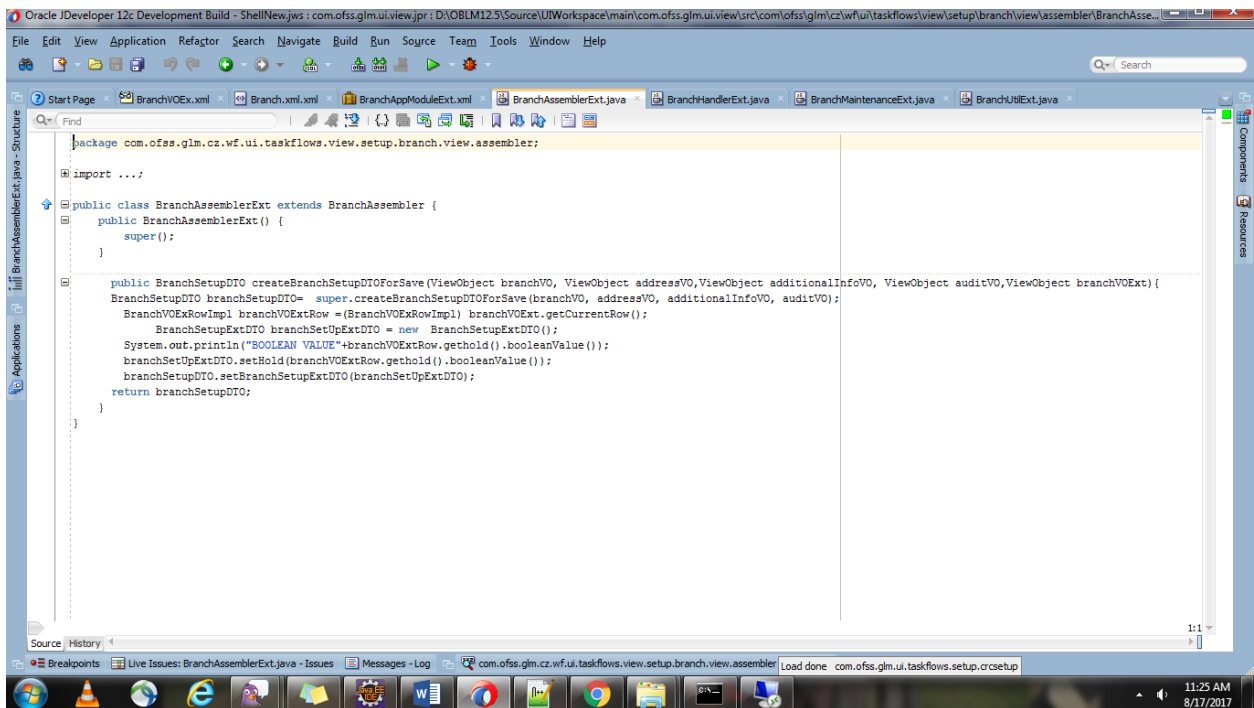 Oracle JDeveloper 12c Development Build - ShellNew.jws : com.ofss.glm.ui.view.jpr : D:\OBLM12.5\Source\UIWorkspace\main\com.ofss.glm.ui.view\src\com\ofss\glm\cz\wf\ui\taskflows\view\setup\branch\view\assembler\BranchAsse...
File Edit View Application Refactor Search Navigate Build Run Source Team Tools Window Help
Search
Start Page BranchVOEx.xml Branch.xml.xml BranchAppModuleExt.xml BranchAssemblerExt.java BranchHandlerExt.java BranchMaintenanceExt.java BranchUtilExt.java
Find
package com.ofss.glm.cz.wf.ui.taskflows.view.setup.branch.view.assembler;
import ...;
public class BranchAssemblerExt extends BranchAssembler {
public BranchAssemblerExt() {
super();
}
public BranchSetupDTO createBranchSetupDTOForSave(ViewObject branchVO, ViewObject addressVO,ViewObject additionalInfoVO, ViewObject auditVO,ViewObject branchVOExt){
BranchSetupDTO branchSetupDTO= super.createBranchSetupDTOForSave(branchVO, addressVO, additionalInfoVO, auditVO);
BranchVOExRowImpl branchVOExtRow =(BranchVOExRowImpl) branchVOExt.getCurrentRow();
BranchSetupExtDTO branchSetUpExtDTO = new BranchSetupExtDTO();
System.out.println("BOOLEAN VALUE"+branchVOExtRow.gethold().booleanValue());
branchSetUpExtDTO.setHold(branchVOExtRow.gethold().booleanValue());
branchSetupDTO.setBranchSetupExtDTO(branchSetUpExtDTO);
return branchSetupDTO;
}
}
BranchAssemblerExt.java - Structure
Applications
Components
Resources
1:1
Source History
Breakpoints Live Issues: BranchAssemblerExt.java - Issues Messages - Log com.ofss.glm.cz.wf.ui.taskflows.view.setup.branch.view.assembler Load done com.ofss.glm.ui.taskflows.setup.crcsetup
11:25 AM
8/17/2017